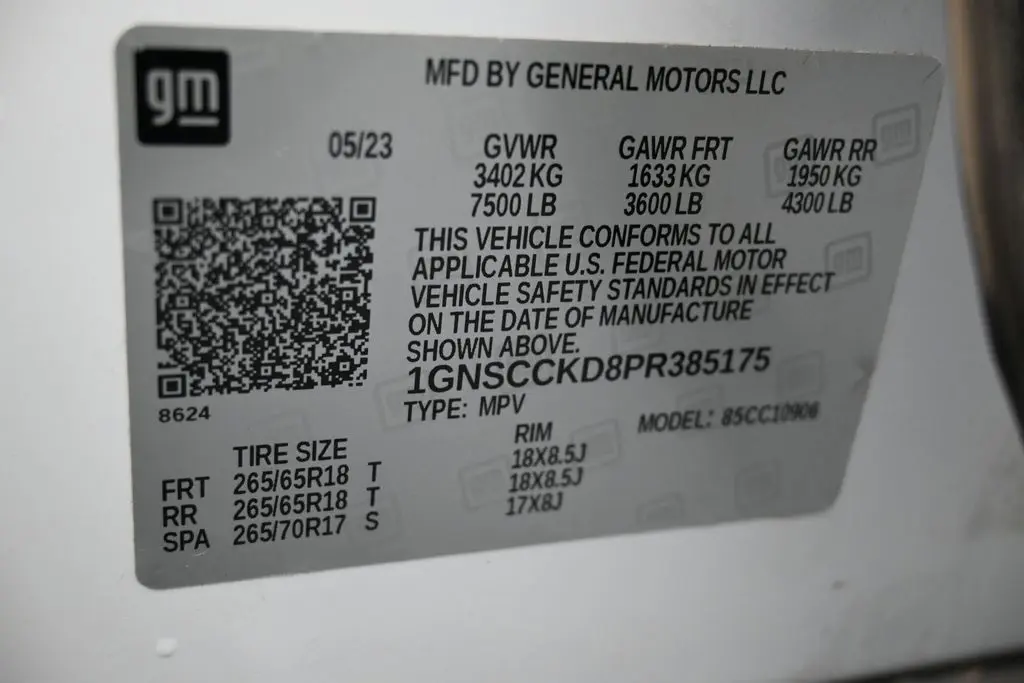 gm
MFD BY GENERAL MOTORS LLC
05/23 GVWR GAWR FRT GAWR RR
3402 KG 1633 KG 1950 KG
7500 LB 3600 LB 4300 LB
THIS VEHICLE CONFORMS TO ALL
APPLICABLE U.S. FEDERAL MOTOR
VEHICLE SAFETY STANDARDS IN EFFECT
ON THE DATE OF MANUFACTURE
SHOWN ABOVE.
1GNSCCKD8PR385175
8624
TYPE: MPV MODEL: 85CC10906
TIRE SIZE RIM
FRT 265/65R18 T 18X8.5J
RR 265/65R18 T 18X8.5J
SPA 265/70R17 S 17X8J